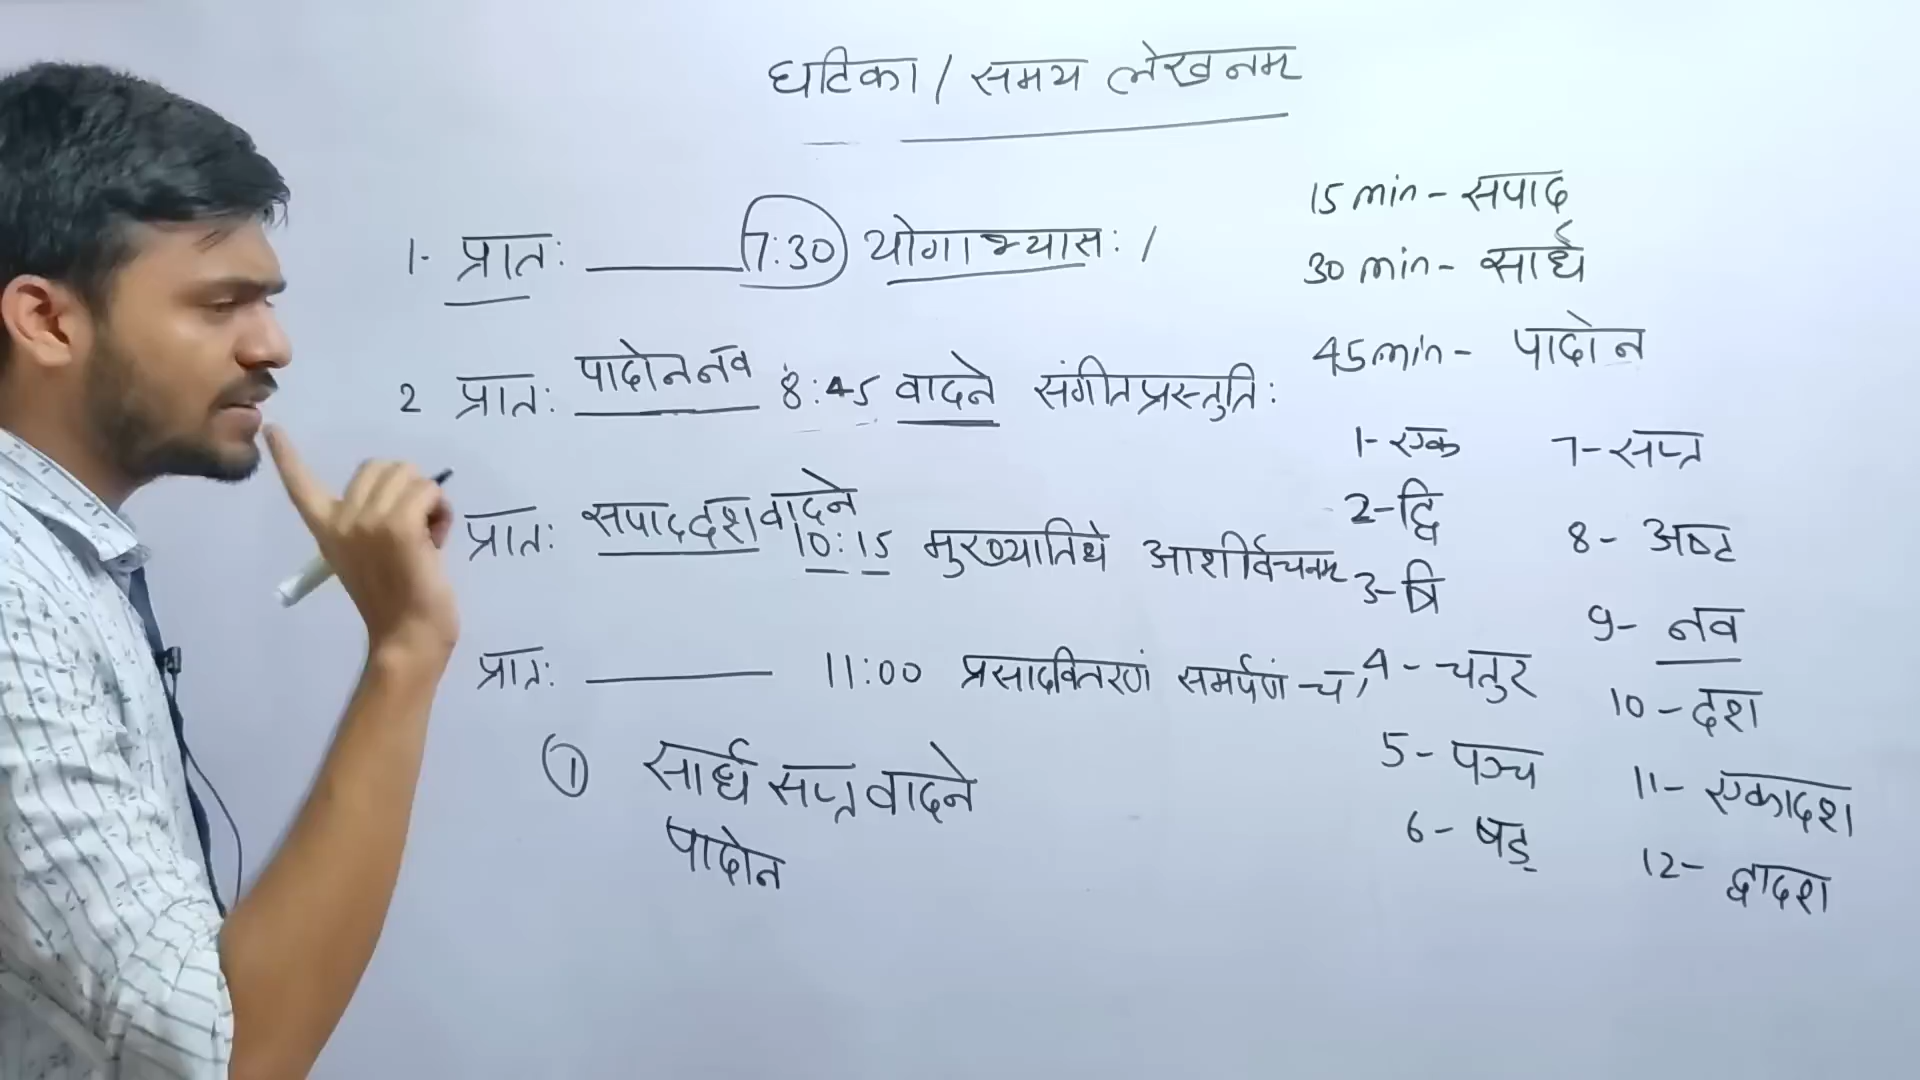 घटिका / समय लेखनम्
1- प्रातः ______ 7:30 योगाभ्यासः /
2 प्रातः पादोननव 8:45 वादने संगीतप्रस्तुतिः
प्रातः सपाददशवादने 10:15 मुख्यातिथे आशीर्वचनम्
प्रातः ______ 11:00 प्रसादवितरणं समर्पणं च /
① सार्ध सप्तवादने
पादोन
15 min - सपाद
30 min - सार्ध
45 min - पादोन
1- एक
2- द्वि
3- त्रि
4 - चतुर्
5 - पञ्च
6 - षड्
7- सप्त
8- अष्ट
9- नव
10 - दश
11- एकादश
12- द्वादश